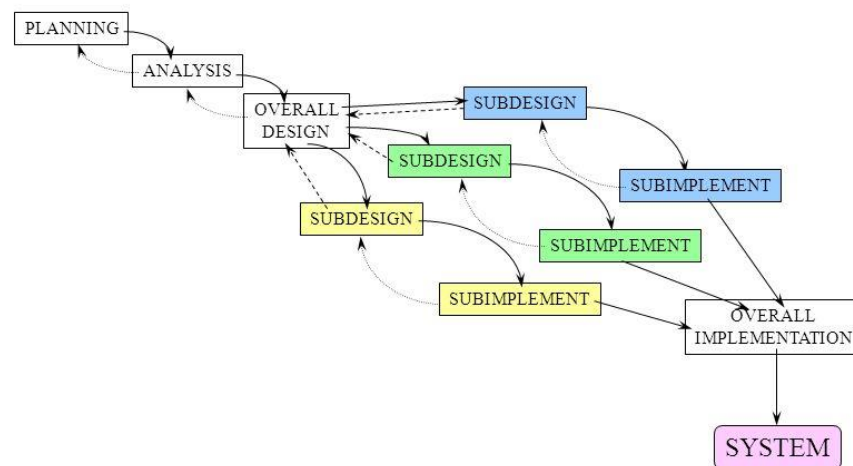 PLANNING
ANALYSIS
OVERALL
DESIGN
SUBDESIGN
SUBDESIGN
SUBDESIGN
SUBIMPLEMENT
SUBIMPLEMENT
SUBIMPLEMENT
OVERALL
IMPLEMENTATION
SYSTEM